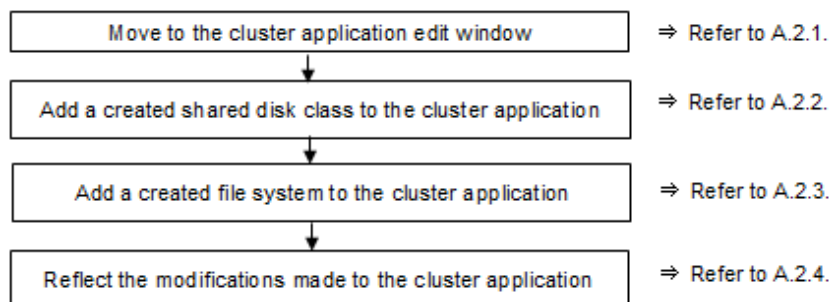 Move to the cluster application edit window ⇒ Refer to A.2.1.
Add a created shared disk class to the cluster application ⇒ Refer to A.2.2.
Add a created file system to the cluster application ⇒ Refer to A.2.3.
Reflect the modifications made to the cluster application ⇒ Refer to A.2.4.